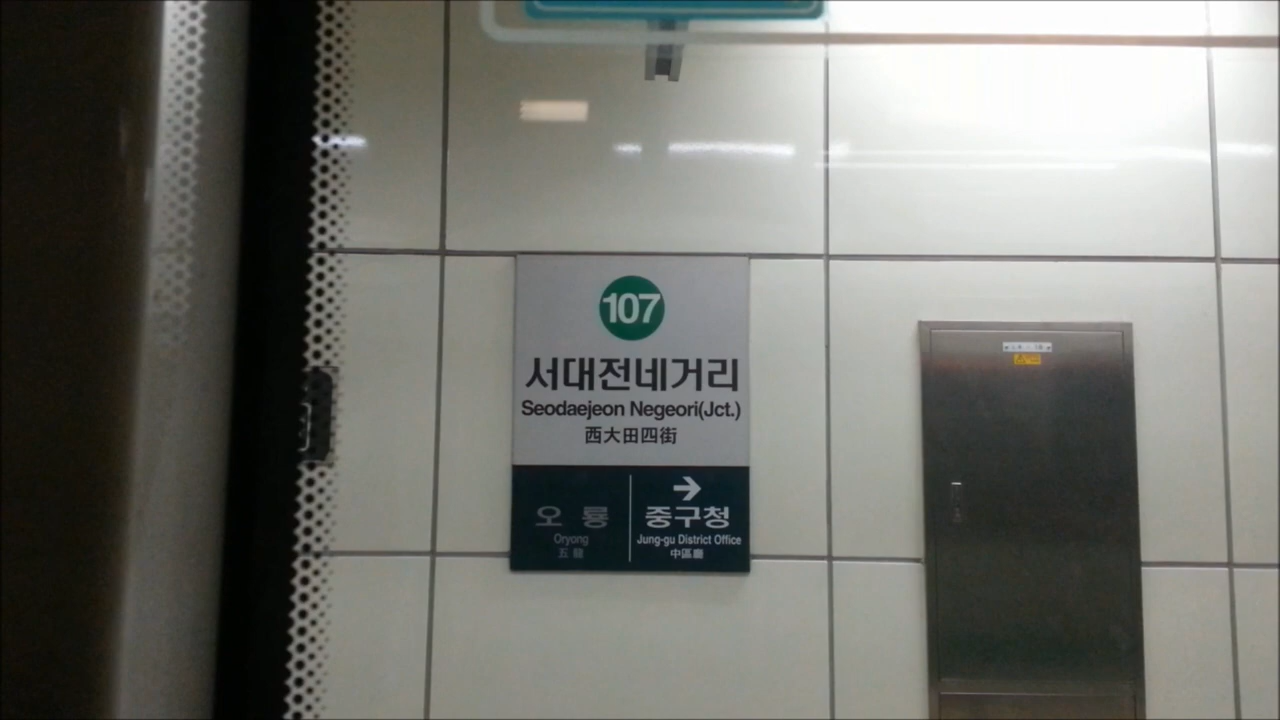 107
서대전네거리
Seodaejeon Negeori(Jct.)
西大田四街
오 룡
Oryong
五龍
→
중구청
Jung-gu District Office
中區廳